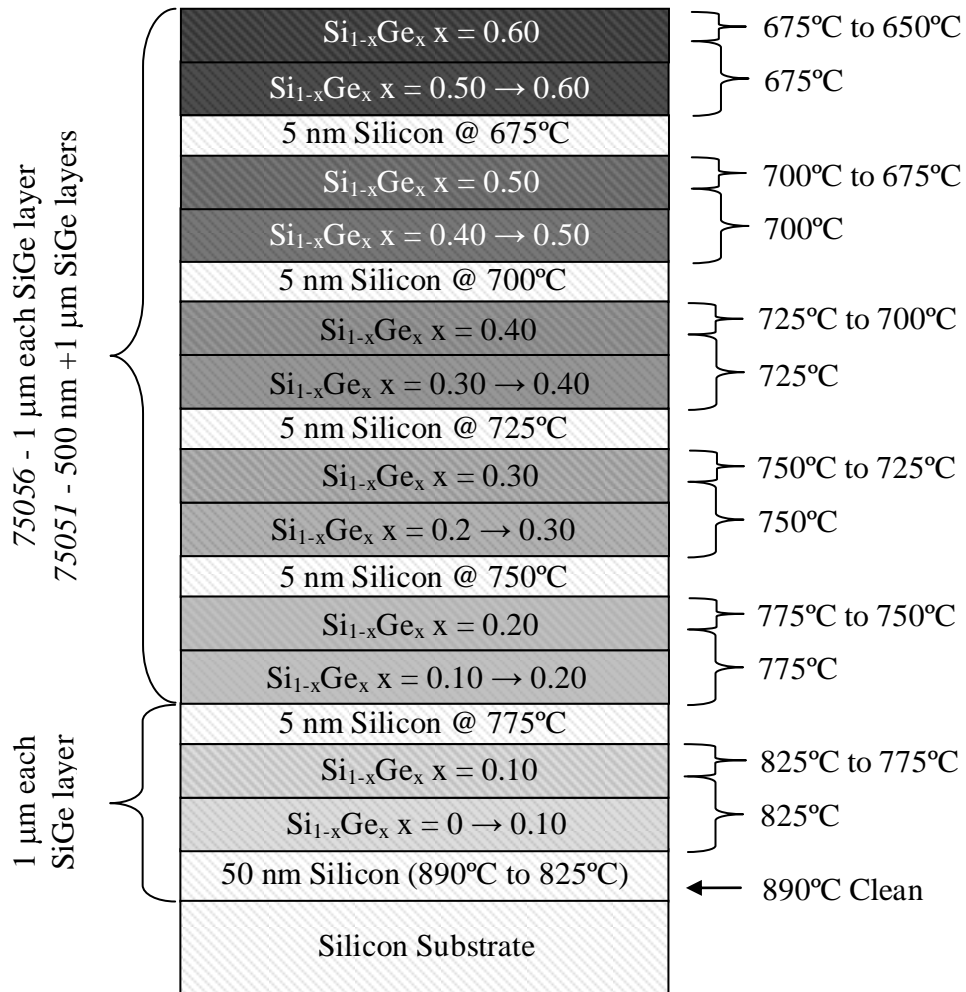 Si1-xGex x = 0.60
675ºC to 650ºC
Si1-xGex x = 0.50 → 0.60
675ºC
5 nm Silicon @ 675ºC
Si1-xGex x = 0.50
700ºC to 675ºC
Si1-xGex x = 0.40 → 0.50
700ºC
5 nm Silicon @ 700ºC
Si1-xGex x = 0.40
725ºC to 700ºC
Si1-xGex x = 0.30 → 0.40
725ºC
5 nm Silicon @ 725ºC
Si1-xGex x = 0.30
750ºC to 725ºC
Si1-xGex x = 0.2 → 0.30
750ºC
5 nm Silicon @ 750ºC
Si1-xGex x = 0.20
775ºC to 750ºC
Si1-xGex x = 0.10 → 0.20
775ºC
75056 - 1 μm each SiGe layer
75051 - 500 nm +1 μm SiGe layers
5 nm Silicon @ 775ºC
Si1-xGex x = 0.10
825ºC to 775ºC
Si1-xGex x = 0 → 0.10
825ºC
1 μm each
SiGe layer
50 nm Silicon (890ºC to 825ºC)
890ºC Clean
Silicon Substrate